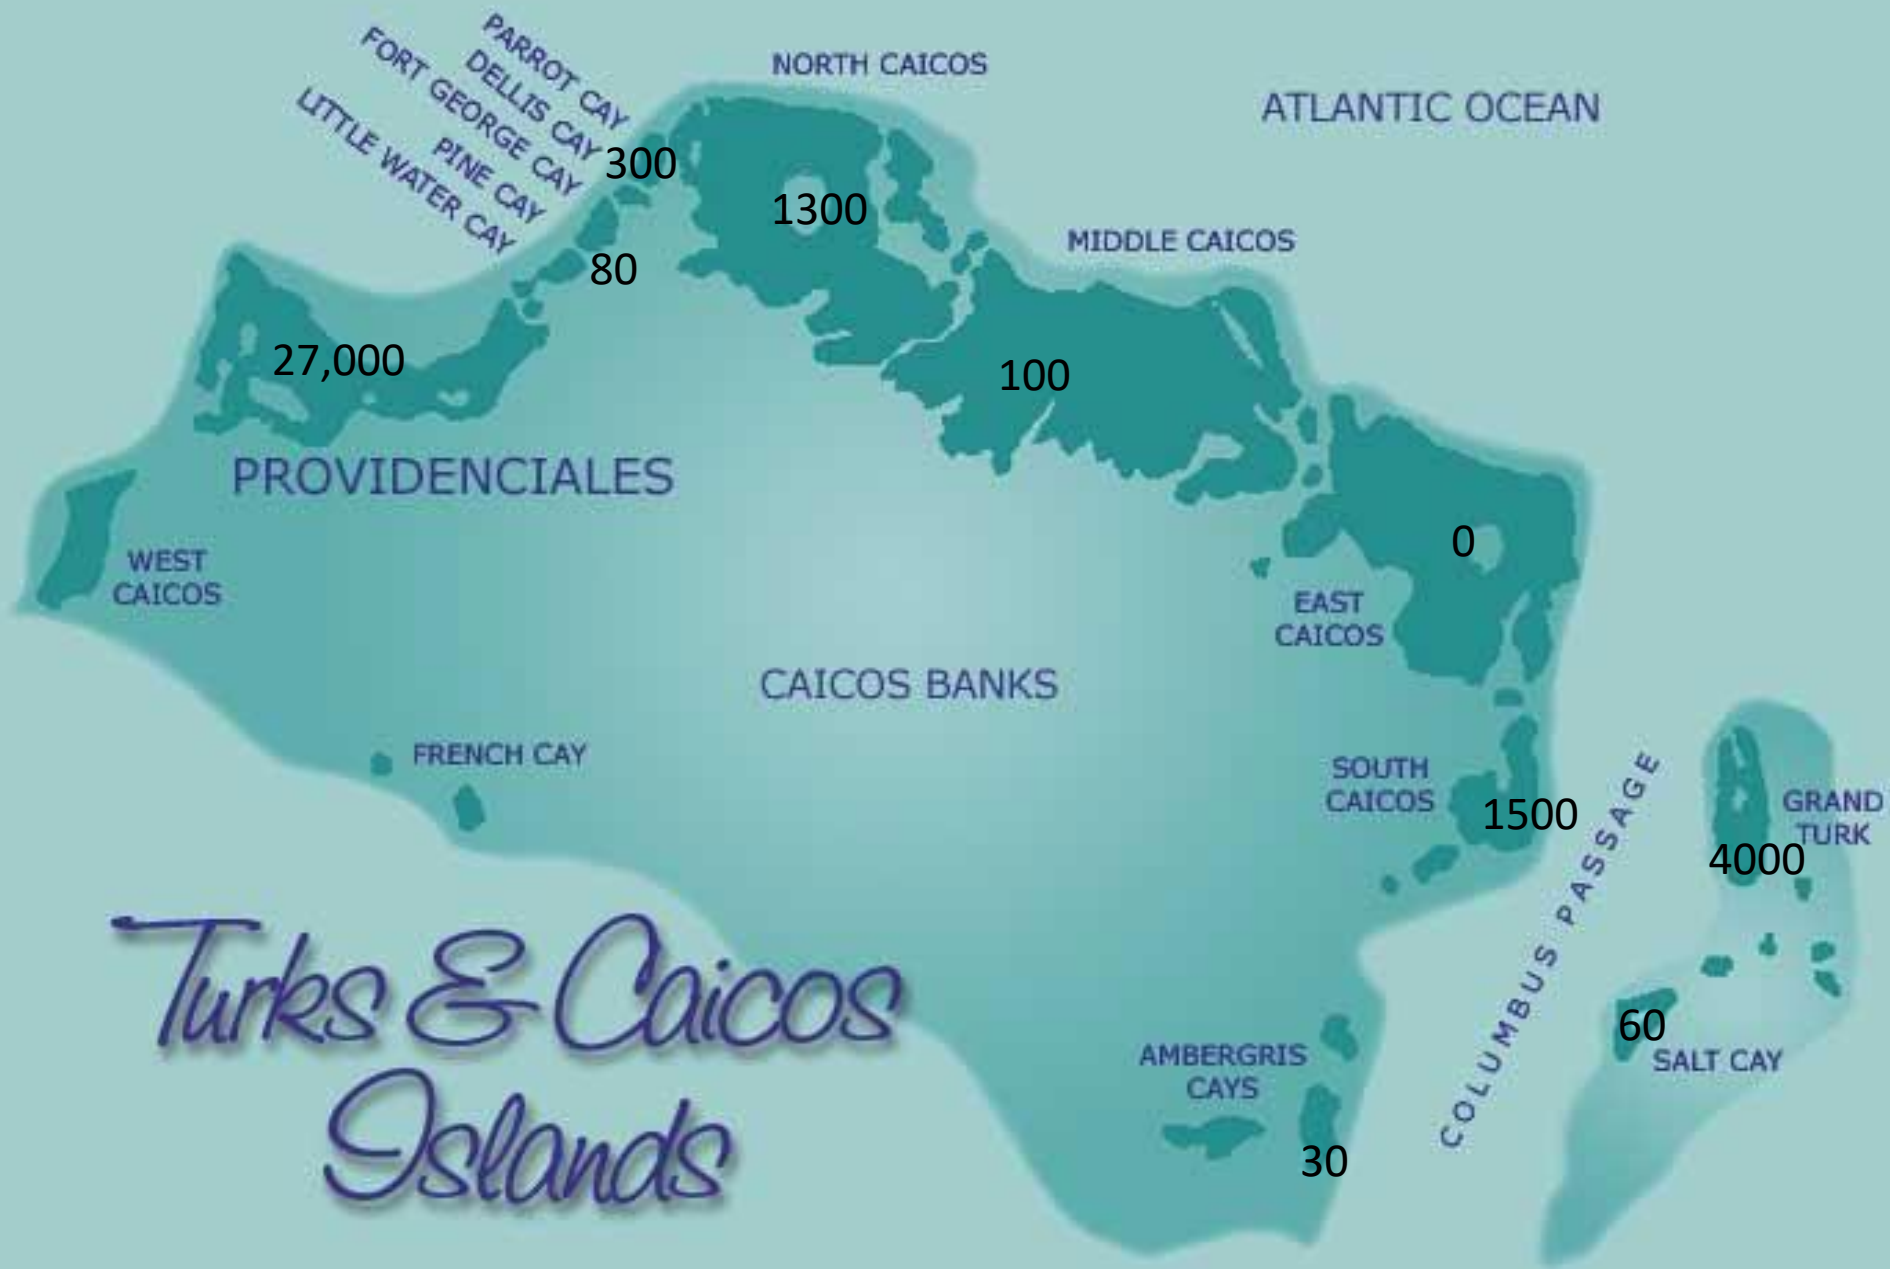 PARROT CAY
DELLIS CAY
FORT GEORGE CAY
PINE CAY
LITTLE WATER CAY
NORTH CAICOS
ATLANTIC OCEAN
300
1300
MIDDLE CAICOS
80
27,000
100
PROVIDENCIALES
WEST
CAICOS
0
EAST
CAICOS
CAICOS BANKS
FRENCH CAY
SOUTH
CAICOS
1500
COLUMBUS PASSAGE
GRAND
TURK
4000
Turks & Caicos
Islands
60
SALT CAY
AMBERGRIS
CAYS
30